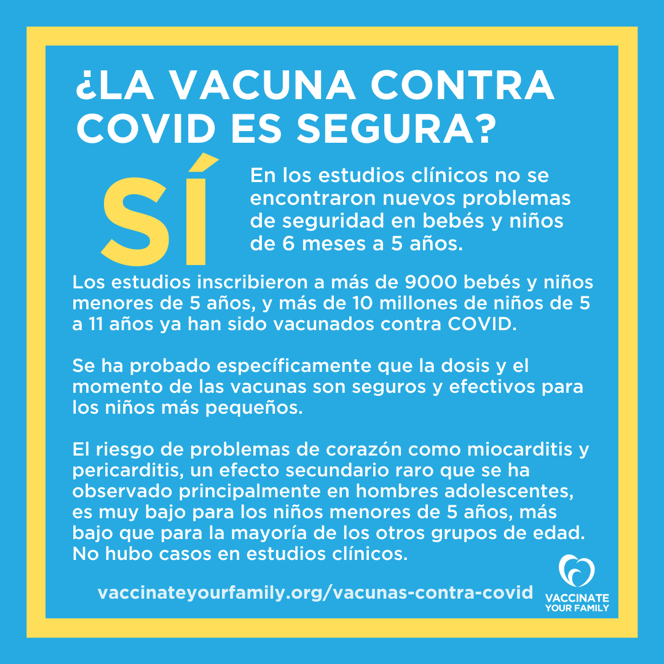 ¿LA VACUNA CONTRA
COVID ES SEGURA?
SÍ
En los estudios clínicos no se
encontraron nuevos problemas
de seguridad en bebés y niños
de 6 meses a 5 años.
Los estudios inscribieron a más de 9000 bebés y niños
menores de 5 años, y más de 10 millones de niños de 5
a 11 años ya han sido vacunados contra COVID.
Se ha probado específicamente que la dosis y el
momento de las vacunas son seguros y efectivos para
los niños más pequeños.
El riesgo de problemas de corazón como miocarditis y
pericarditis, un efecto secundario raro que se ha
observado principalmente en hombres adolescentes,
es muy bajo para los niños menores de 5 años, más
bajo que para la mayoría de los otros grupos de edad.
No hubo casos en estudios clínicos.
vaccinateyourfamily.org/vacunas-contra-covid
VACCINATE
YOUR FAMILY